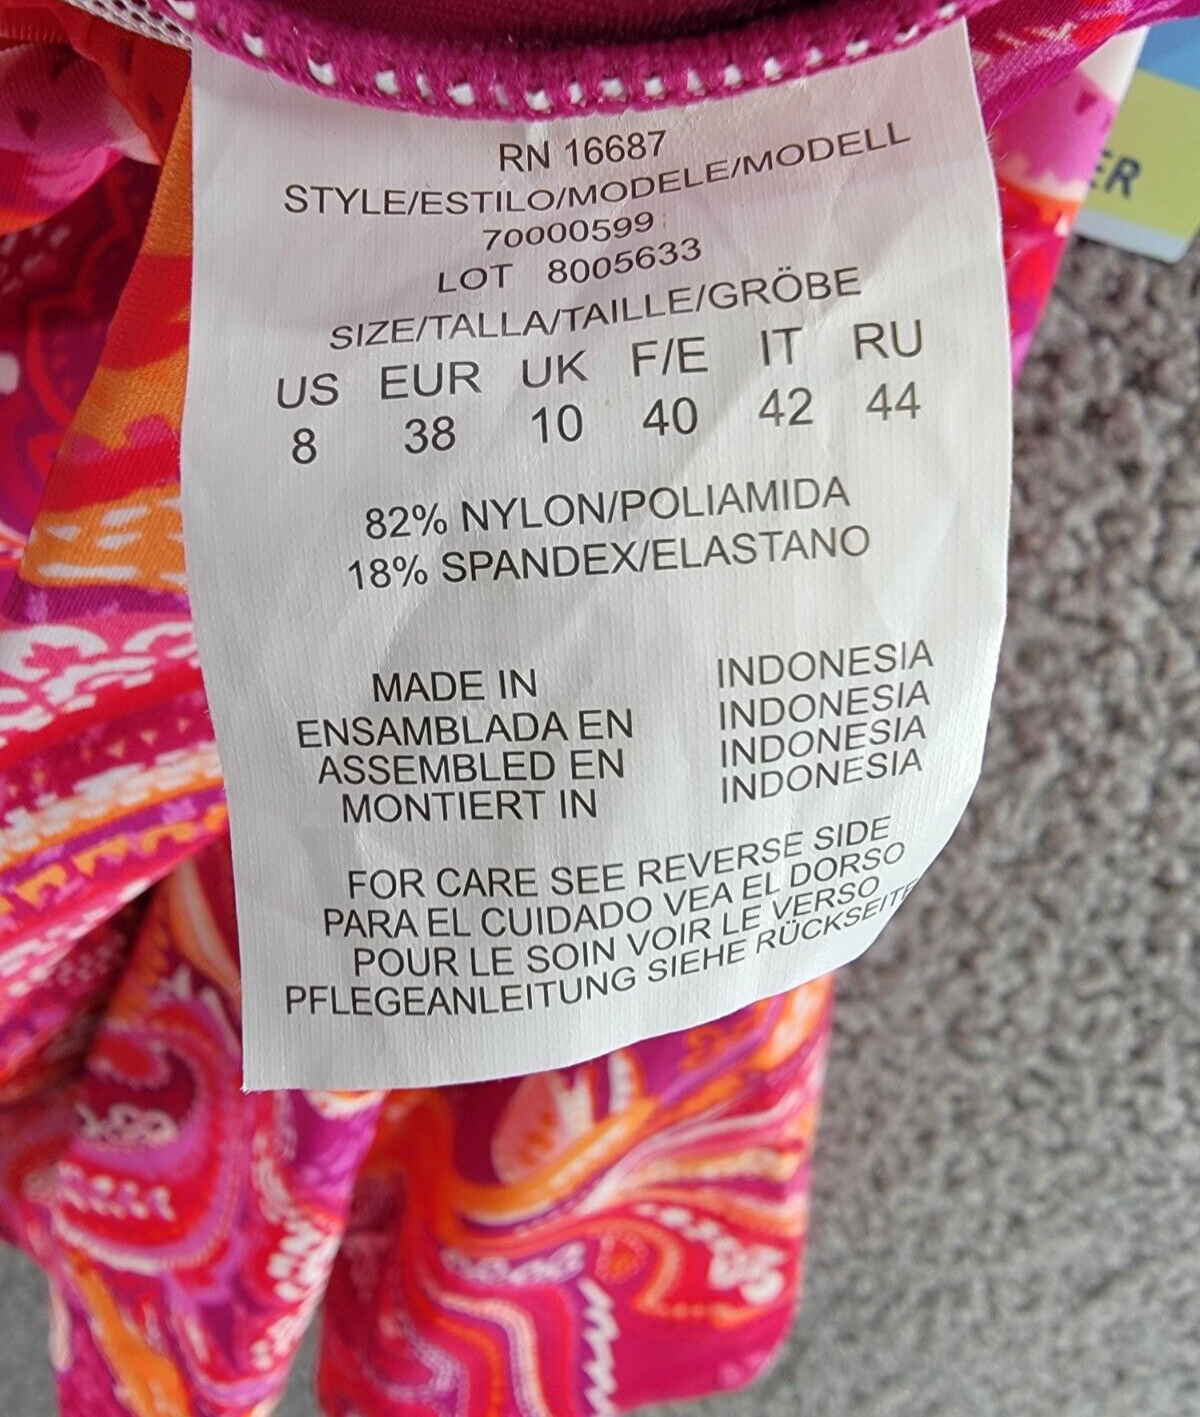 RN 16687
STYLE/ESTILO/MODELE/MODELL
70000599
LOT 8005633
SIZE/TALLA/TAILLE/GRÖBE
US EUR UK F/E IT RU
8 38 10 40 42 44
82% NYLON/POLIAMIDA
18% SPANDEX/ELASTANO
MADE IN INDONESIA
ENSAMBLADA EN INDONESIA
ASSEMBLED EN INDONESIA
MONTIERT IN INDONESIA
FOR CARE SEE REVERSE SIDE
PARA EL CUIDADO VEA EL DORSO
POUR LE SOIN VOIR LE VERSO
PFLEGEANLEITUNG SIEHE RÜCKSEITE